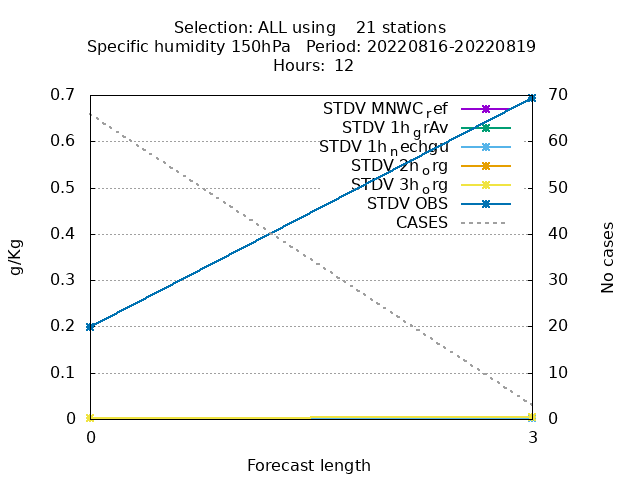 Selection: ALL using 21 stations
Specific humidity 150hPa Period: 20220816-20220819
Hours: 12
0.7
0.6
0.5
0.4
0.3
0.2
0.1
0
70
60
50
40
30
20
10
0
g/Kg
No cases
STDV MNWC_ref
STDV 1h_grAv
STDV 1h_nechgd
STDV 2h_org
STDV 3h_org
STDV OBS
CASES
0
3
Forecast length